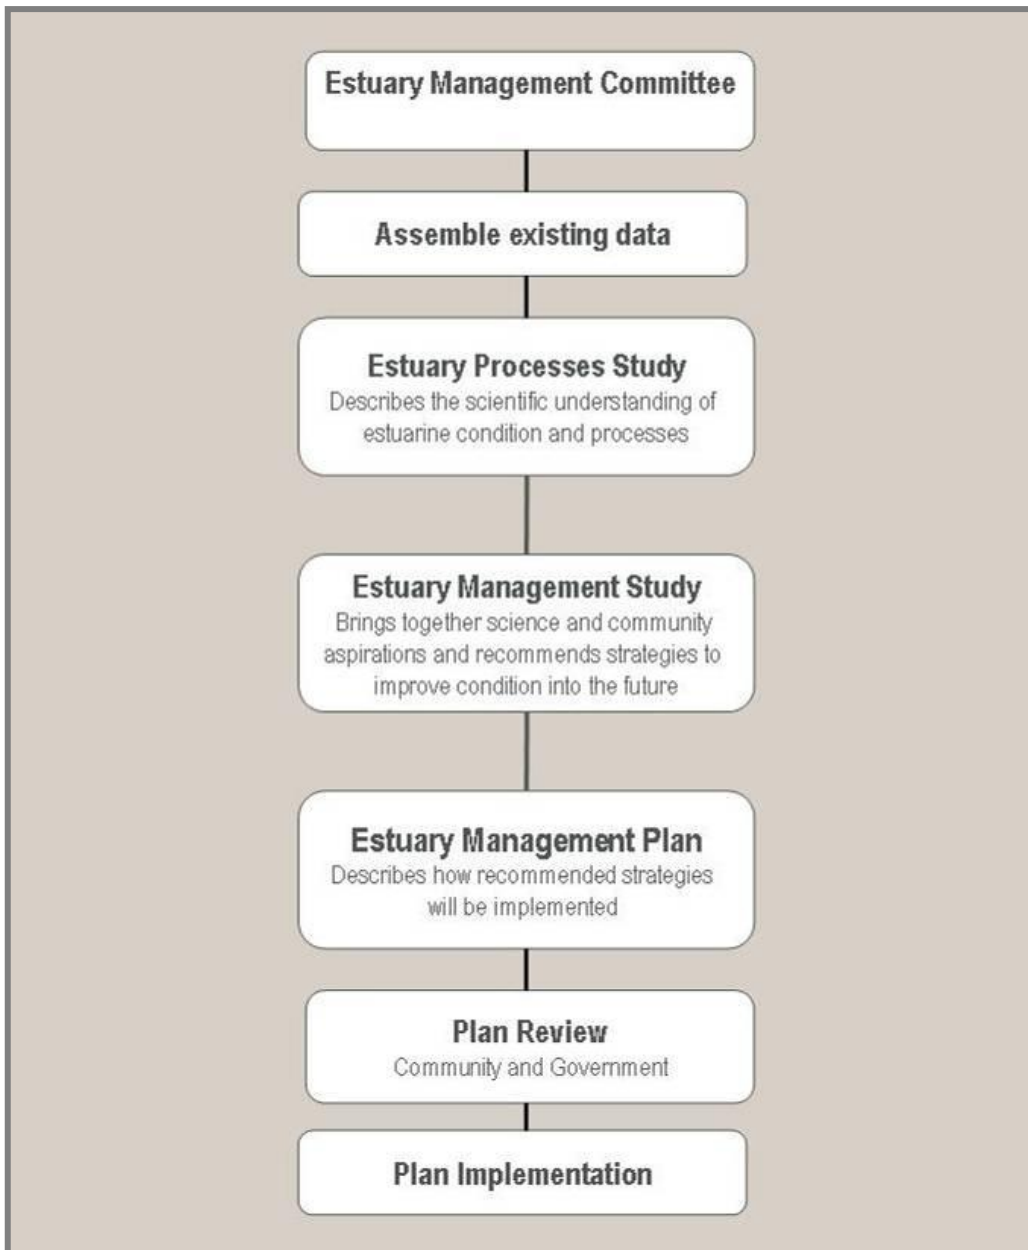 Estuary Management Committee
Assemble existing data
Estuary Processes Study
Describes the scientific understanding of
estuarine condition and processes
Estuary Management Study
Brings together science and community
aspirations and recommends strategies to
improve condition into the future
Estuary Management Plan
Describes how recommended strategies
will be implemented
Plan Review
Community and Government
Plan Implementation